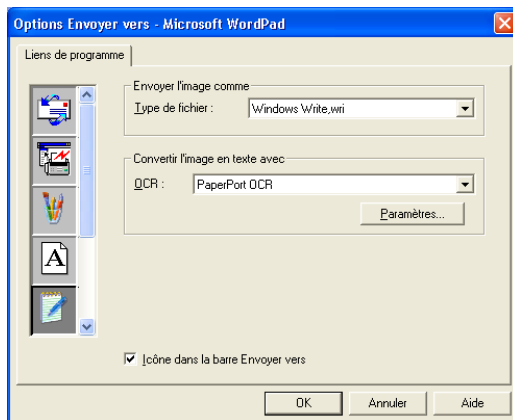 Options Envoyer vers - Microsoft WordPad
Liens de programme
Envoyer l'image comme
Type de fichier :
Windows Write,wri
Convertir l'image en texte avec
OCR :
PaperPort OCR
Paramètres...
A
Icône dans la barre Envoyer vers
OK
Annuler
Aide